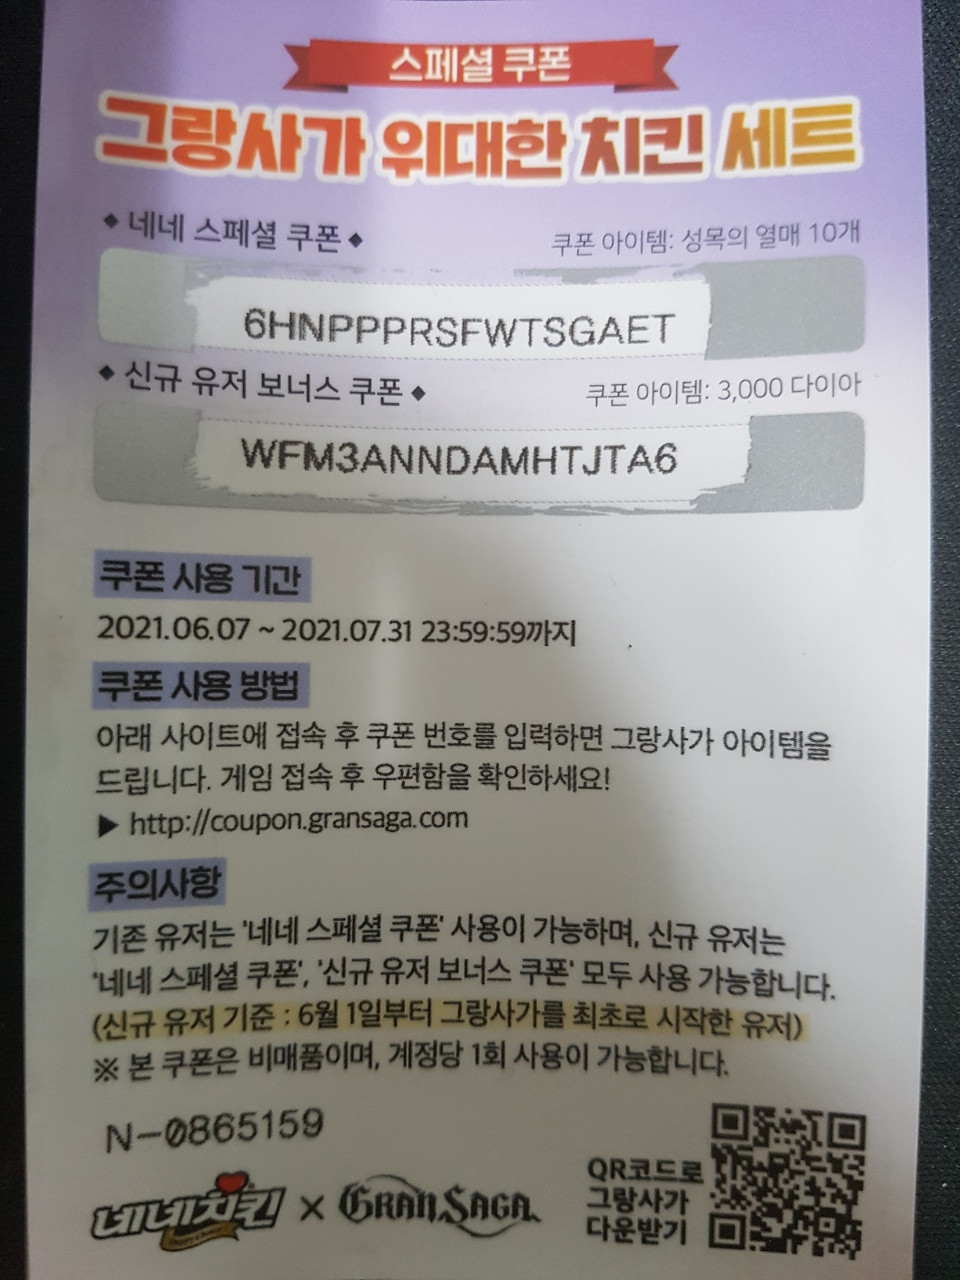 스페셜 쿠폰
그랑사가 위대한 치킨 세트
◆ 네네 스페셜 쿠폰 ◆ 쿠폰 아이템: 성목의 열매 10개
6HNPPPRSFWTSGAET
◆ 신규 유저 보너스 쿠폰 ◆ 쿠폰 아이템: 3,000 다이아
WFM3ANNDAMHTJTA6
쿠폰 사용 기간
2021.06.07 ~ 2021.07.31 23:59:59까지
쿠폰 사용 방법
아래 사이트에 접속 후 쿠폰 번호를 입력하면 그랑사가 아이템을
드립니다. 게임 접속 후 우편함을 확인하세요!
▶ http://coupon.gransaga.com
주의사항
기존 유저는 '네네 스페셜 쿠폰' 사용이 가능하며, 신규 유저는
'네네 스페셜 쿠폰', '신규 유저 보너스 쿠폰' 모두 사용 가능합니다.
(신규 유저 기준 : 6월 1일부터 그랑사가를 최초로 시작한 유저)
※ 본 쿠폰은 비매품이며, 계정당 1회 사용이 가능합니다.
N-0865159
네네치킨 × GRAN SAGA
QR코드로
그랑사가
다운받기